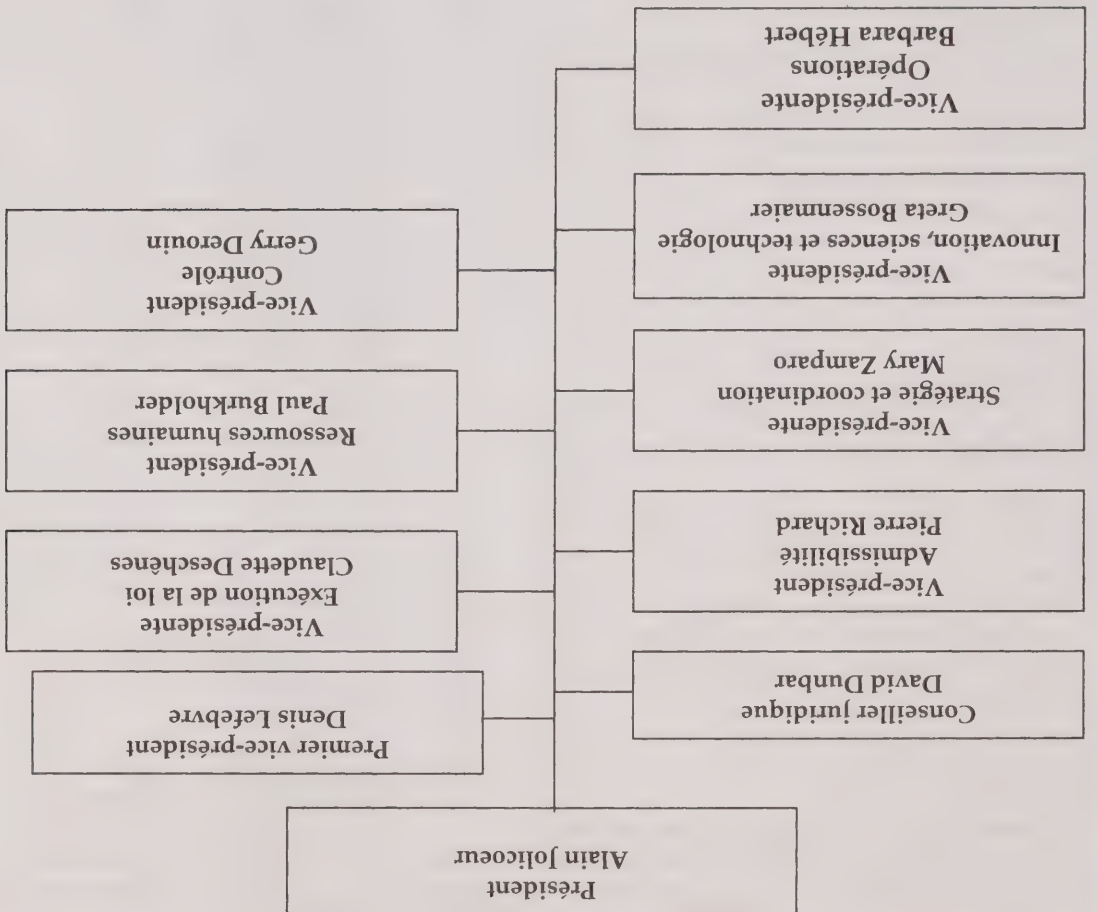 Président
Alain Jolicoeur
Conseiller juridique
David Dunbar
Premier vice-président
Denis Lefebvre
Vice-président
Admissibilité
Pierre Richard
Vice-présidente
Exécution de la loi
Claudette Deschênes
Vice-présidente
Stratégie et coordination
Mary Zamparo
Vice-président
Ressources humaines
Paul Burkholder
Vice-présidente
Innovation, sciences et technologie
Greta Bossenmaier
Vice-président
Contrôle
Gerry Derouin
Vice-présidente
Opérations
Barbara Hébert